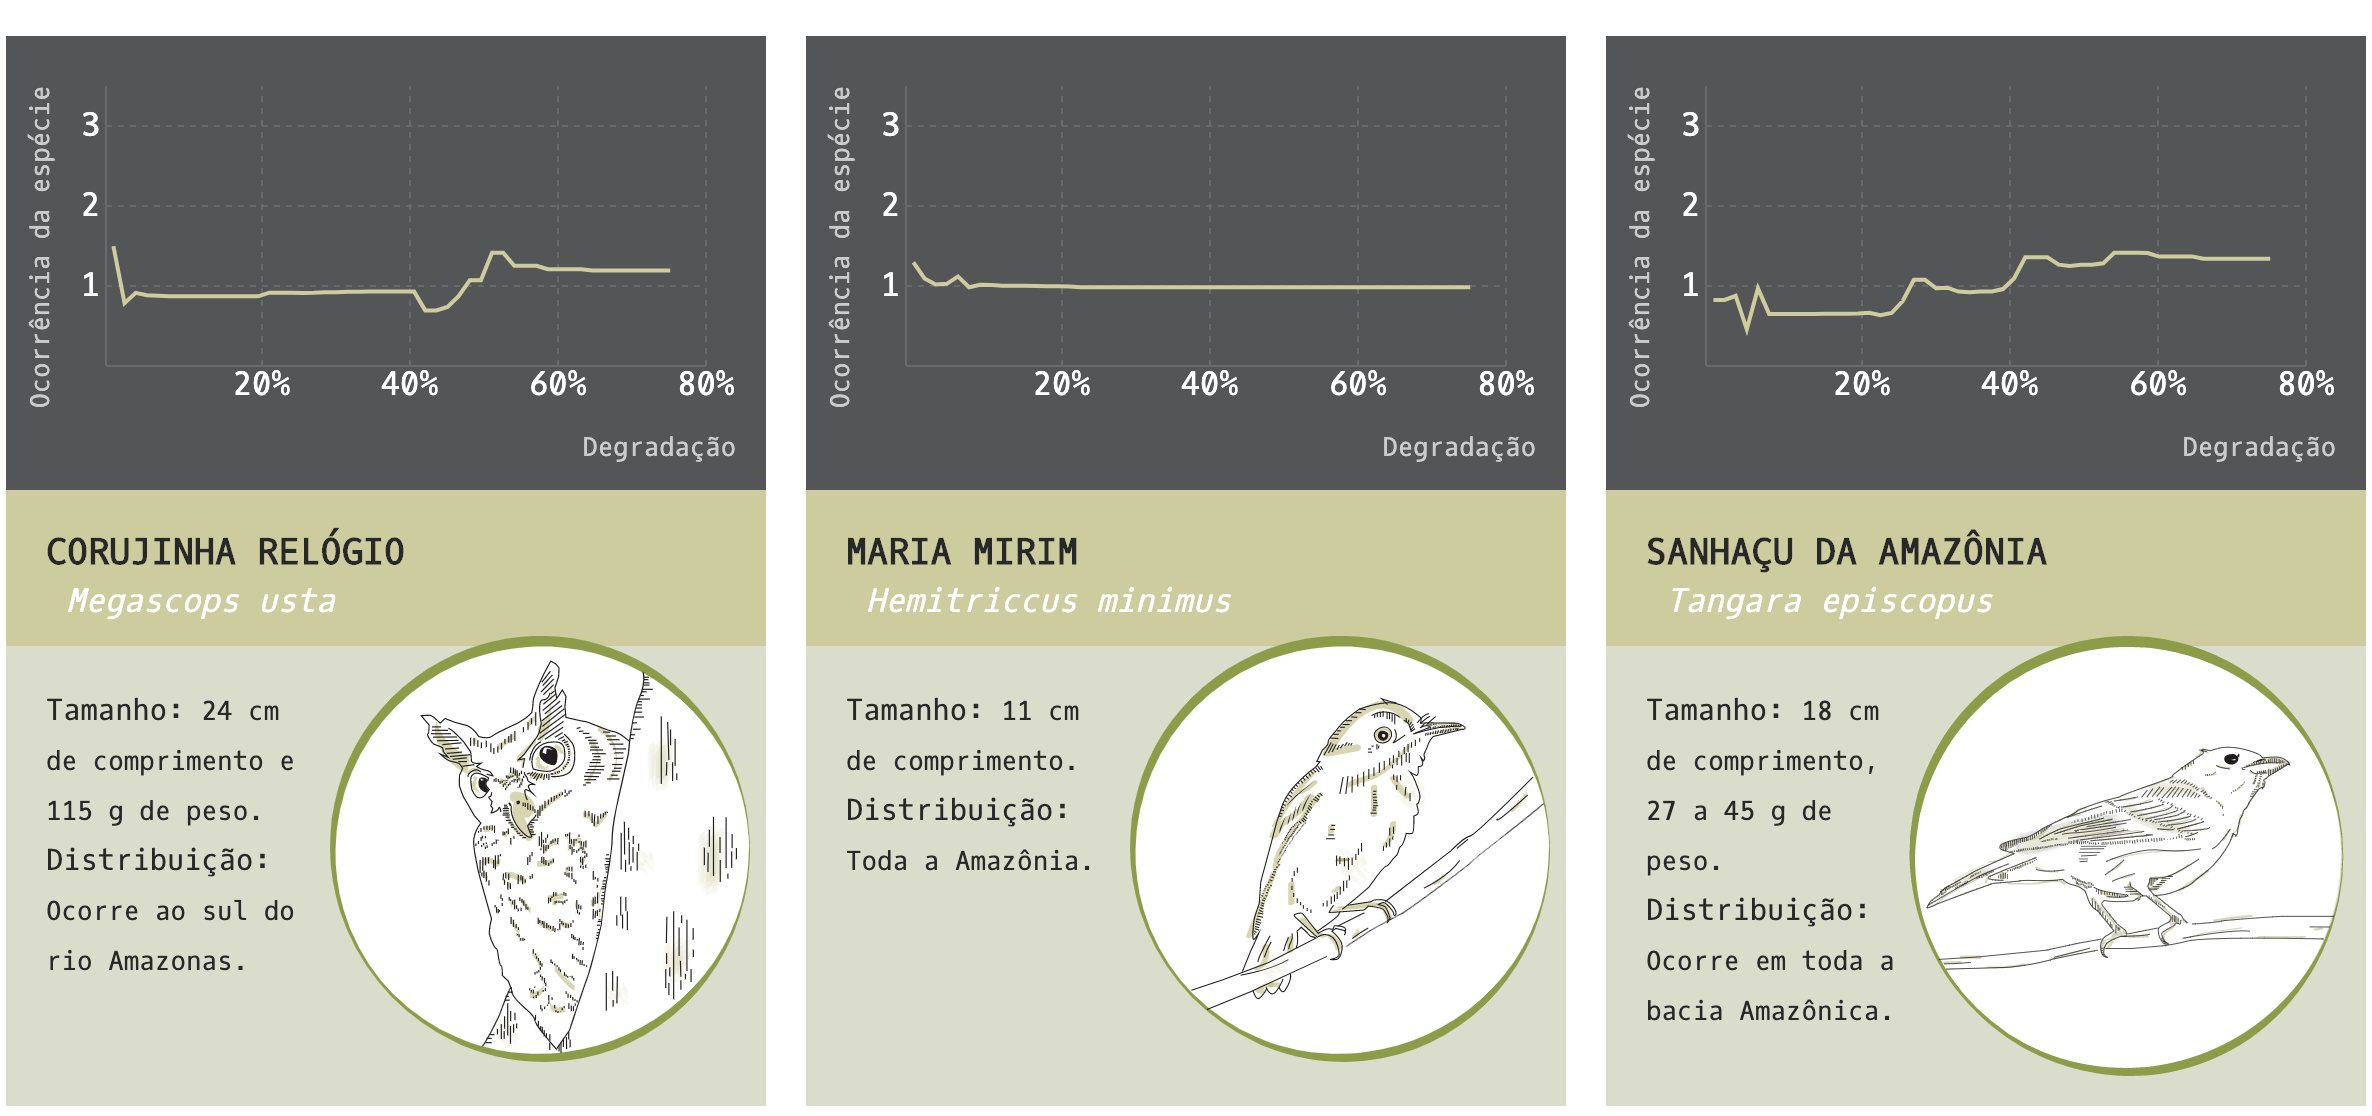 Ocorrência da espécie
3
2
1
20% 40% 60% 80%
Degradação
CORUJINHA RELÓGIO
Megascops usta
Tamanho: 24 cm
de comprimento e
115 g de peso.
Distribuição:
Ocorre ao sul do
rio Amazonas.
Ocorrência da espécie
3
2
1
20% 40% 60% 80%
Degradação
MARIA MIRIM
Hemitriccus minimus
Tamanho: 11 cm
de comprimento.
Distribuição:
Toda a Amazônia.
Ocorrência da espécie
3
2
1
20% 40% 60% 80%
Degradação
SANHAÇU DA AMAZÔNIA
Tangara episcopus
Tamanho: 18 cm
de comprimento,
27 a 45 g de
peso.
Distribuição:
Ocorre em toda a
bacia Amazônica.